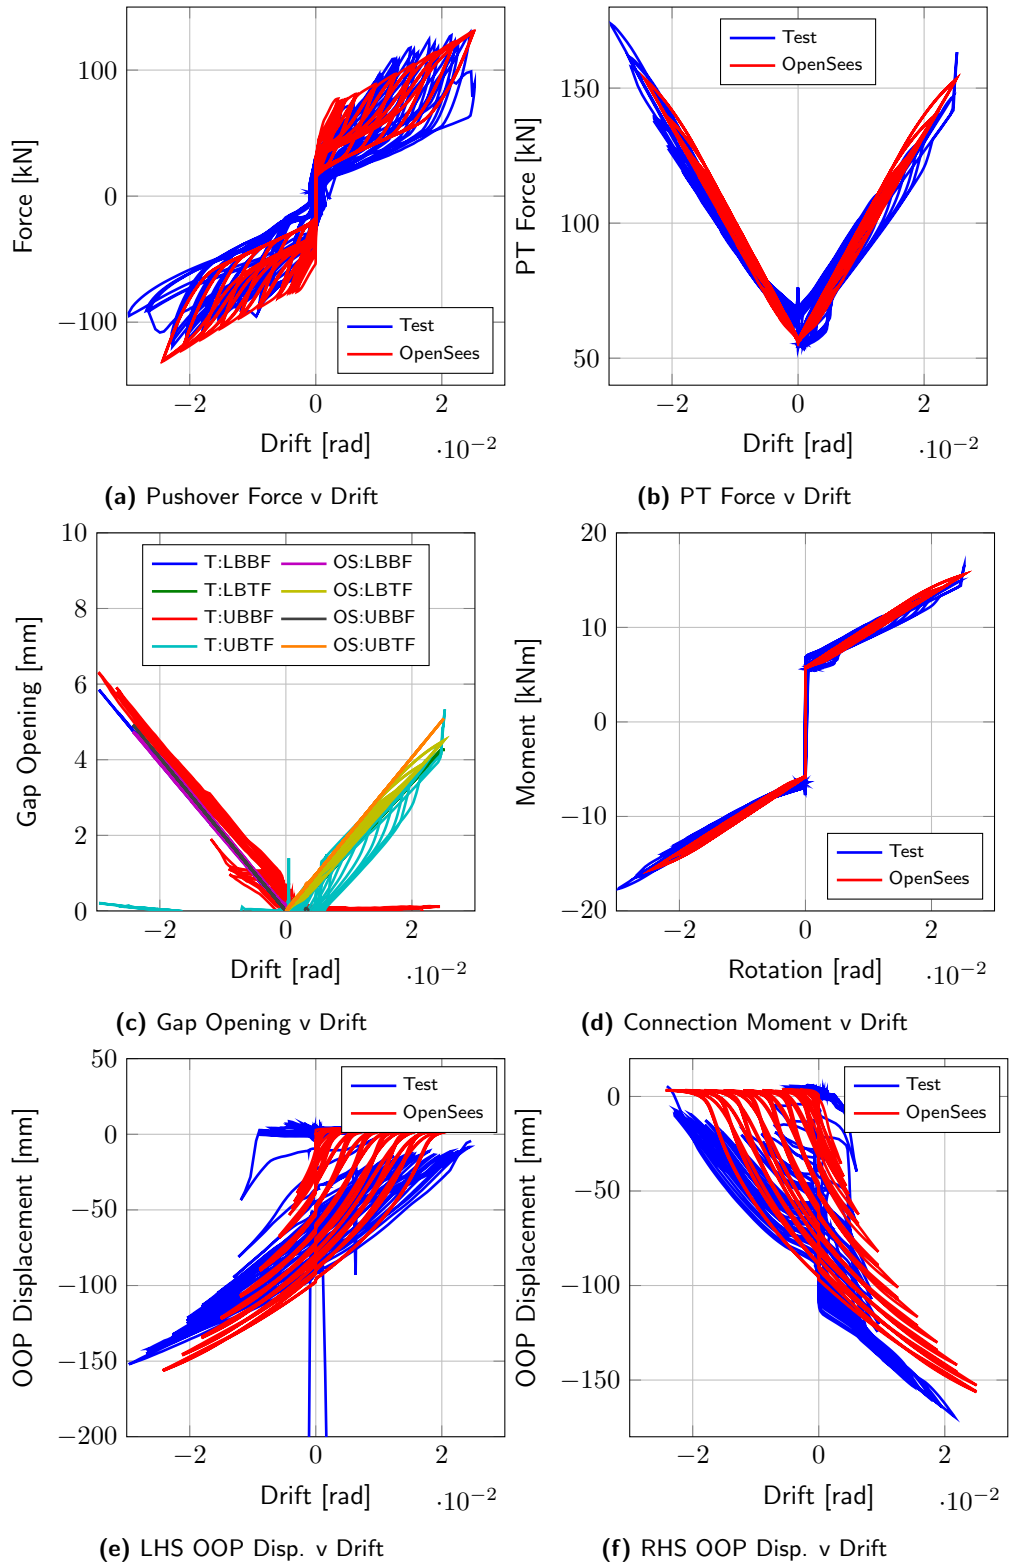 100
0
−100
−2
0
2
·10−2
Force [kN]
Drift [rad]
Test
OpenSees
(a) Pushover Force v Drift
150
100
50
−2
0
2
·10−2
PT Force [kN]
Drift [rad]
Test
OpenSees
(b) PT Force v Drift
10
8
6
4
2
0
−2
0
2
·10−2
Gap Opening [mm]
Drift [rad]
T:LBBF
OS:LBBF
T:LBTF
OS:LBTF
T:UBBF
OS:UBBF
T:UBTF
OS:UBTF
(c) Gap Opening v Drift
20
10
0
−10
−20
−2
0
2
·10−2
Moment [kNm]
Rotation [rad]
Test
OpenSees
(d) Connection Moment v Drift
50
0
−50
−100
−150
−200
−2
0
2
·10−2
OOP Displacement [mm]
Drift [rad]
Test
OpenSees
(e) LHS OOP Disp. v Drift
0
−50
−100
−150
−2
0
2
·10−2
OOP Displacement [mm]
Drift [rad]
Test
OpenSees
(f) RHS OOP Disp. v Drift